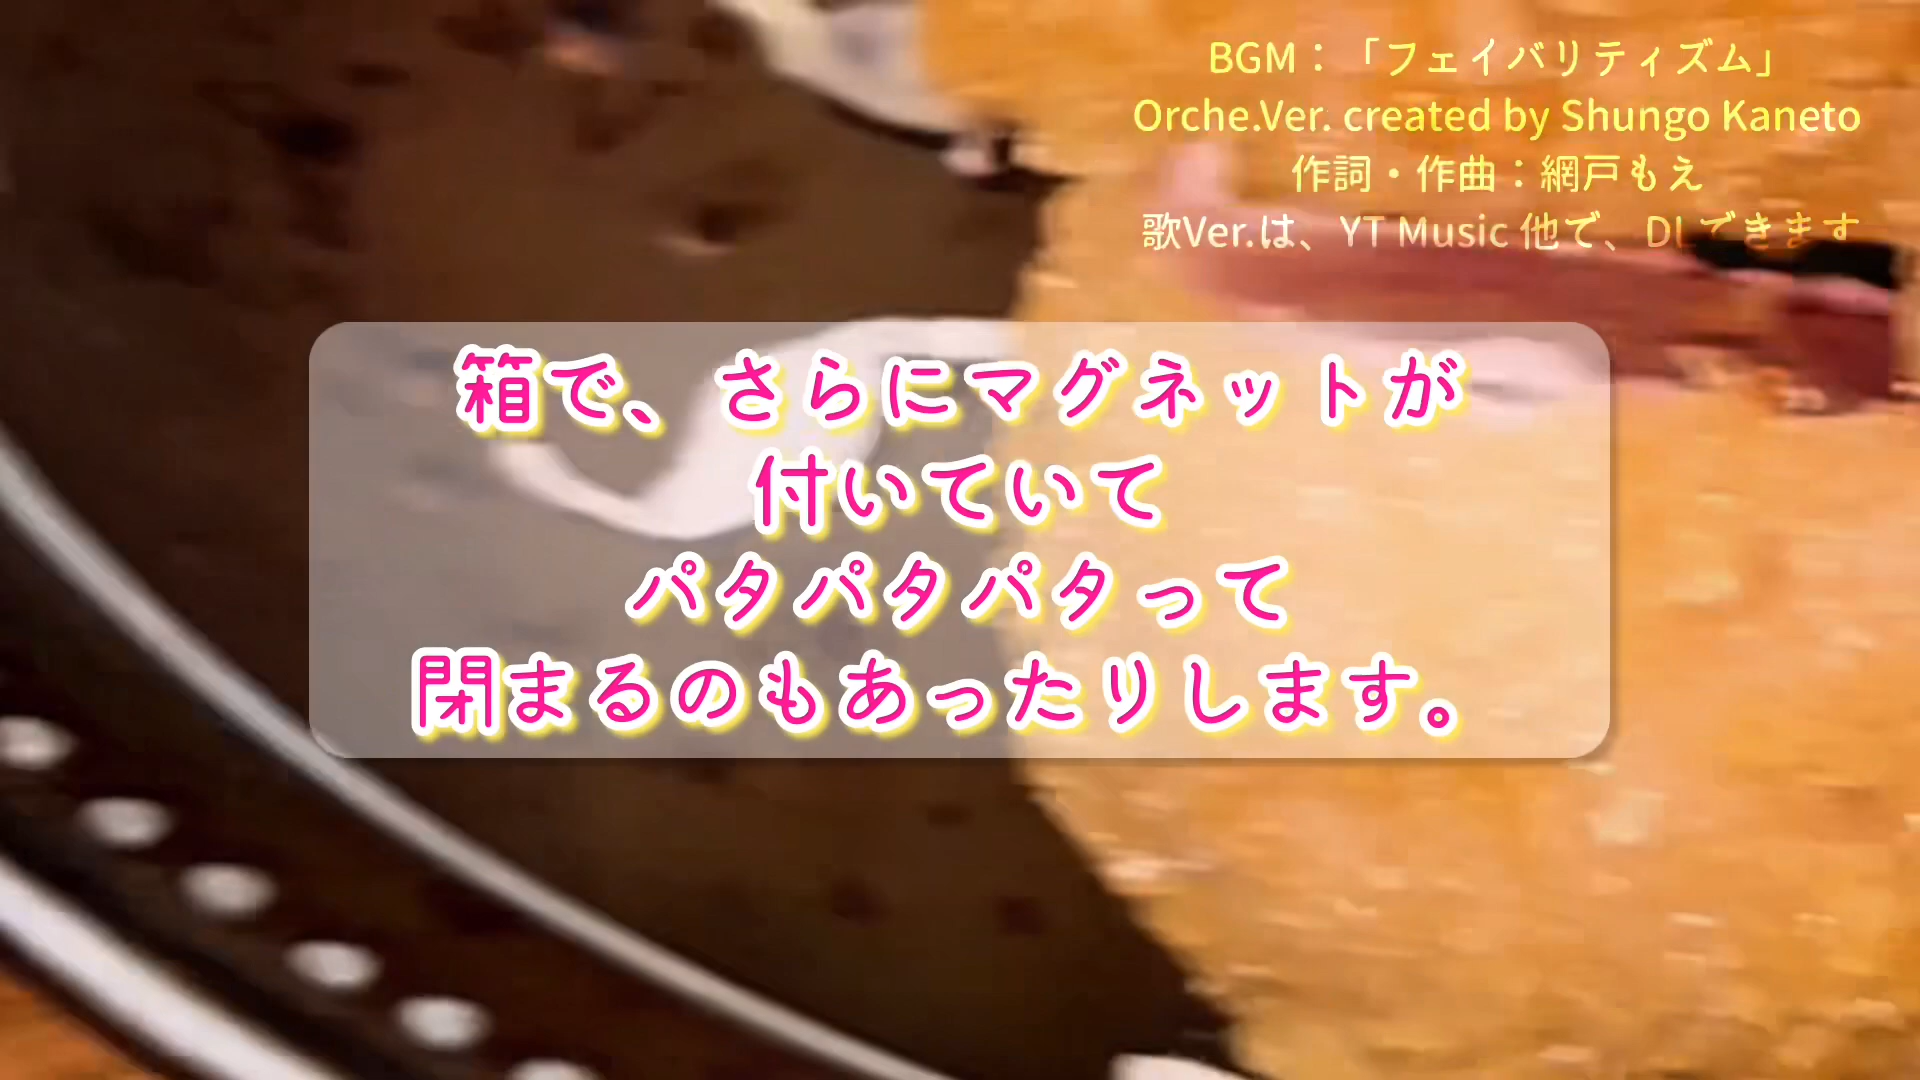 BGM：「フェイバリティズム」
Orche.Ver. created by Shungo Kaneto
作詞・作曲：網戸もえ
歌Ver.は、YT Music 他で、DLできます
箱で、さらにマグネットが
付いていて
パタパタパタって
閉まるのもあったりします。